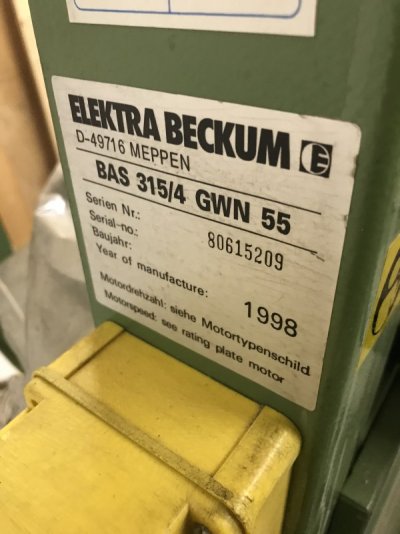 ELEKTRA BECKUM E
D-49716 MEPPEN
BAS 315/4 GWN 55
Serien Nr.:
Serial-no.: 80615209
Baujahr:
Year of manufacture: 1998
Motordrehzahl: siehe Motortypenschild
Motorspeed: see rating plate motor